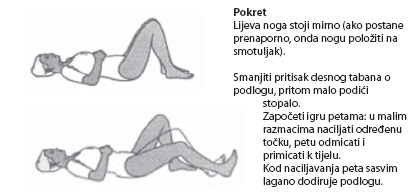 Pokret
Lijeva noga stoji mirno (ako postane
prenaporno, onda nogu položiti na
smotuljak).
Smanjiti pritisak desnog tabana o
podlogu, pritom malo podići
stopalo.
Započeti igru petama: u malim
razmacima naciljati određenu
točku, petu odmicati i
primicati k tijelu.
Kod naciljavanja peta sasvim
lagano dodiruje podlogu.